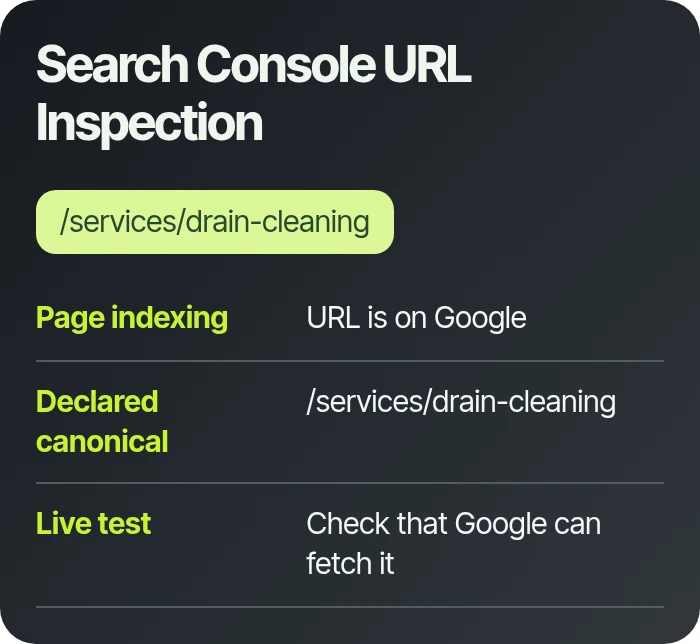 Search Console URL
Inspection
/services/drain-cleaning
Page indexing
URL is on Google
Declared
canonical
/services/drain-cleaning
Live test
Check that Google can
fetch it